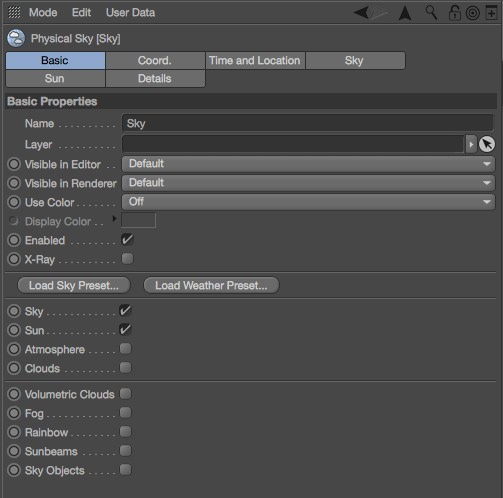 Mode Edit User Data
Physical Sky [Sky]
Basic Coord. Time and Location Sky
Sun Details
Basic Properties
Name . . . . . . . . . Sky
Layer . . . . . . . . .
Visible in Editor . . Default
Visible in Renderer Default
Use Color . . . . . . Off
Display Color . .
Enabled . . . . . . .
X-Ray . . . . . . . . .
Load Sky Preset... Load Weather Preset...
Sky . . . . . . . . . . .
Sun . . . . . . . . . . .
Atmosphere . . . . .
Clouds . . . . . . . .
Volumetric Clouds
Fog . . . . . . . . . . .
Rainbow . . . . . . .
Sunbeams . . . . . .
Sky Objects . . . . .